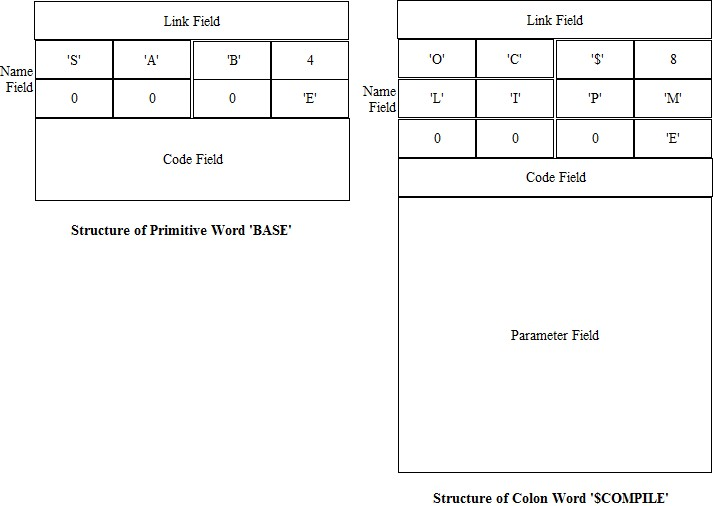 Link Field
'S' 'A' 'B' 4
Name
Field
0 0 0 'E'
Code Field
Structure of Primitive Word 'BASE'
Link Field
'O' 'C' '$' 8
Name
Field
'L' 'I' 'P' 'M'
0 0 0 'E'
Code Field
Parameter Field
Structure of Colon Word '$COMPILE'